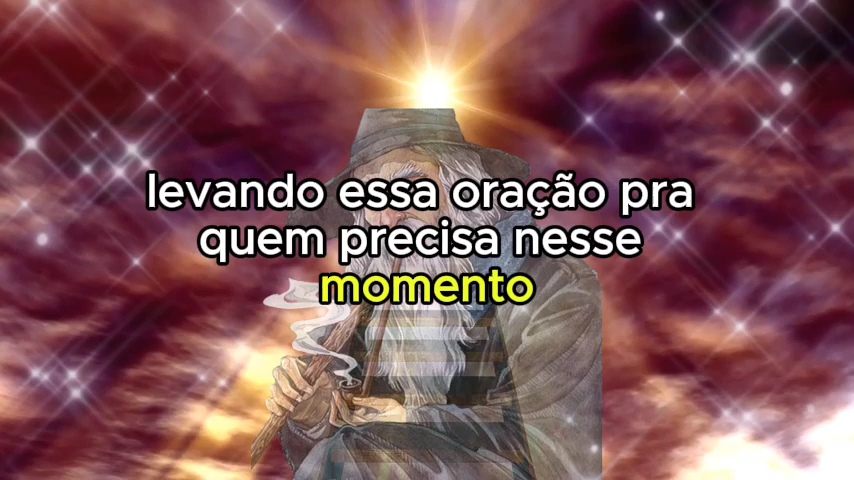 levando essa oração pra
quem precisa nesse
momento